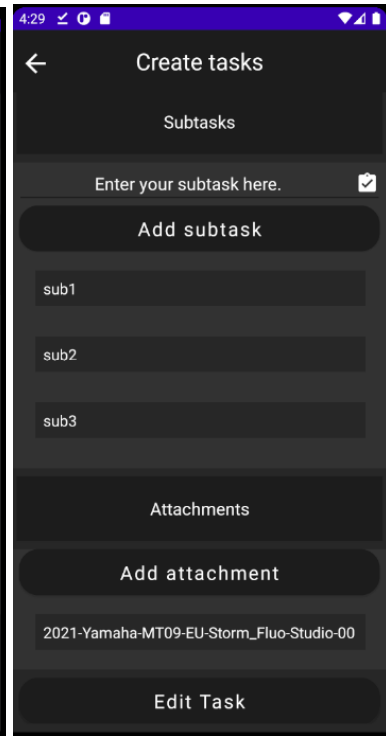 4:29
Create tasks
Subtasks
Enter your subtask here.
Add subtask
sub1
sub2
sub3
Attachments
Add attachment
2021-Yamaha-MT09-EU-Storm_Fluo-Studio-00
Edit Task